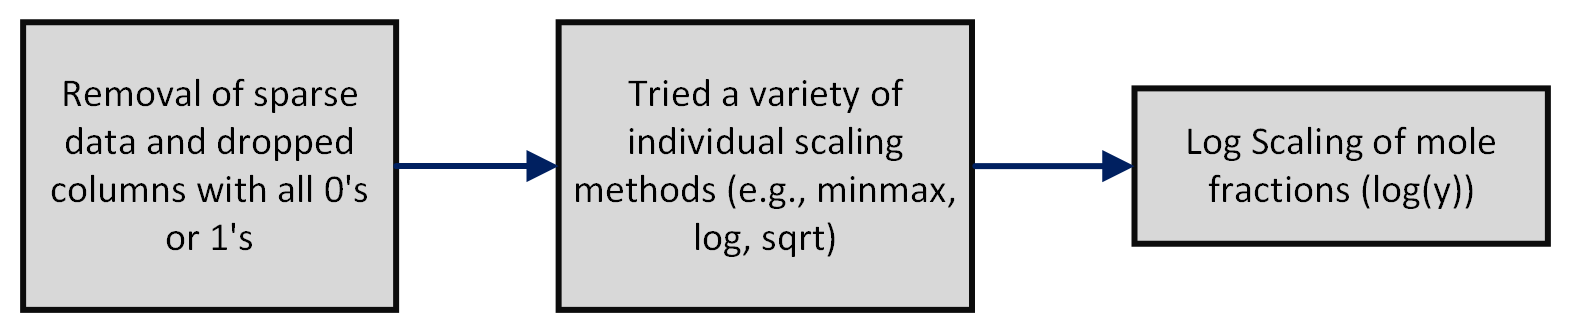 Removal of sparse
data and dropped
columns with all 0's
or 1's
Tried a variety of
individual scaling
methods (e.g., minmax,
log, sqrt)
Log Scaling of mole
fractions (log(y))